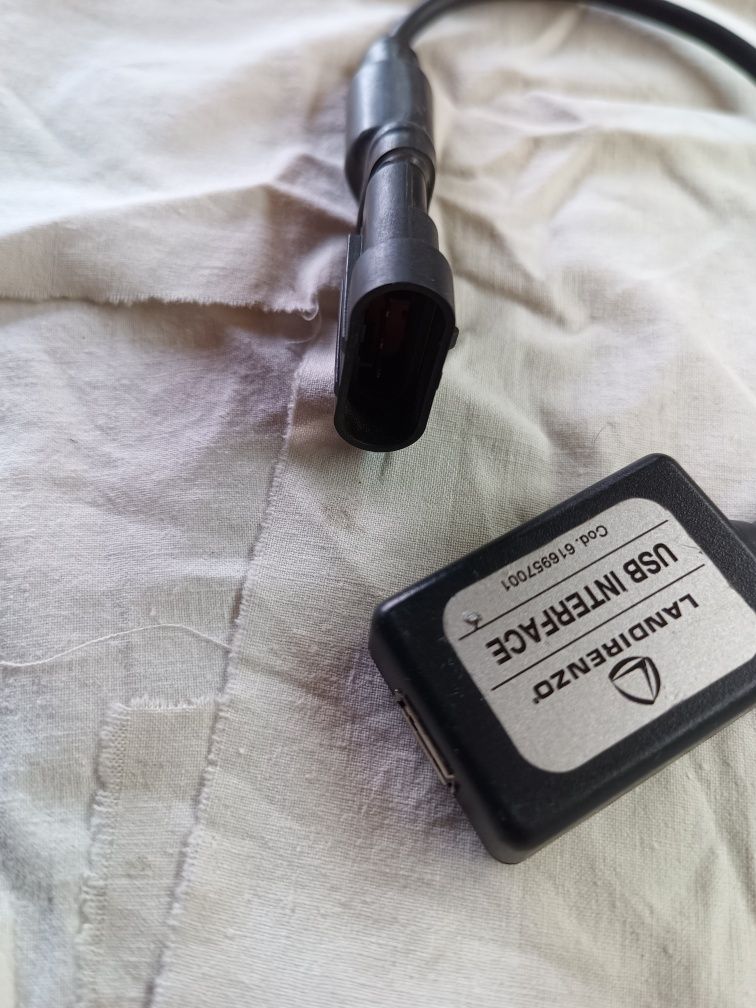 LANDIRENZO®
USB INTERFACE
Cod. 616957001